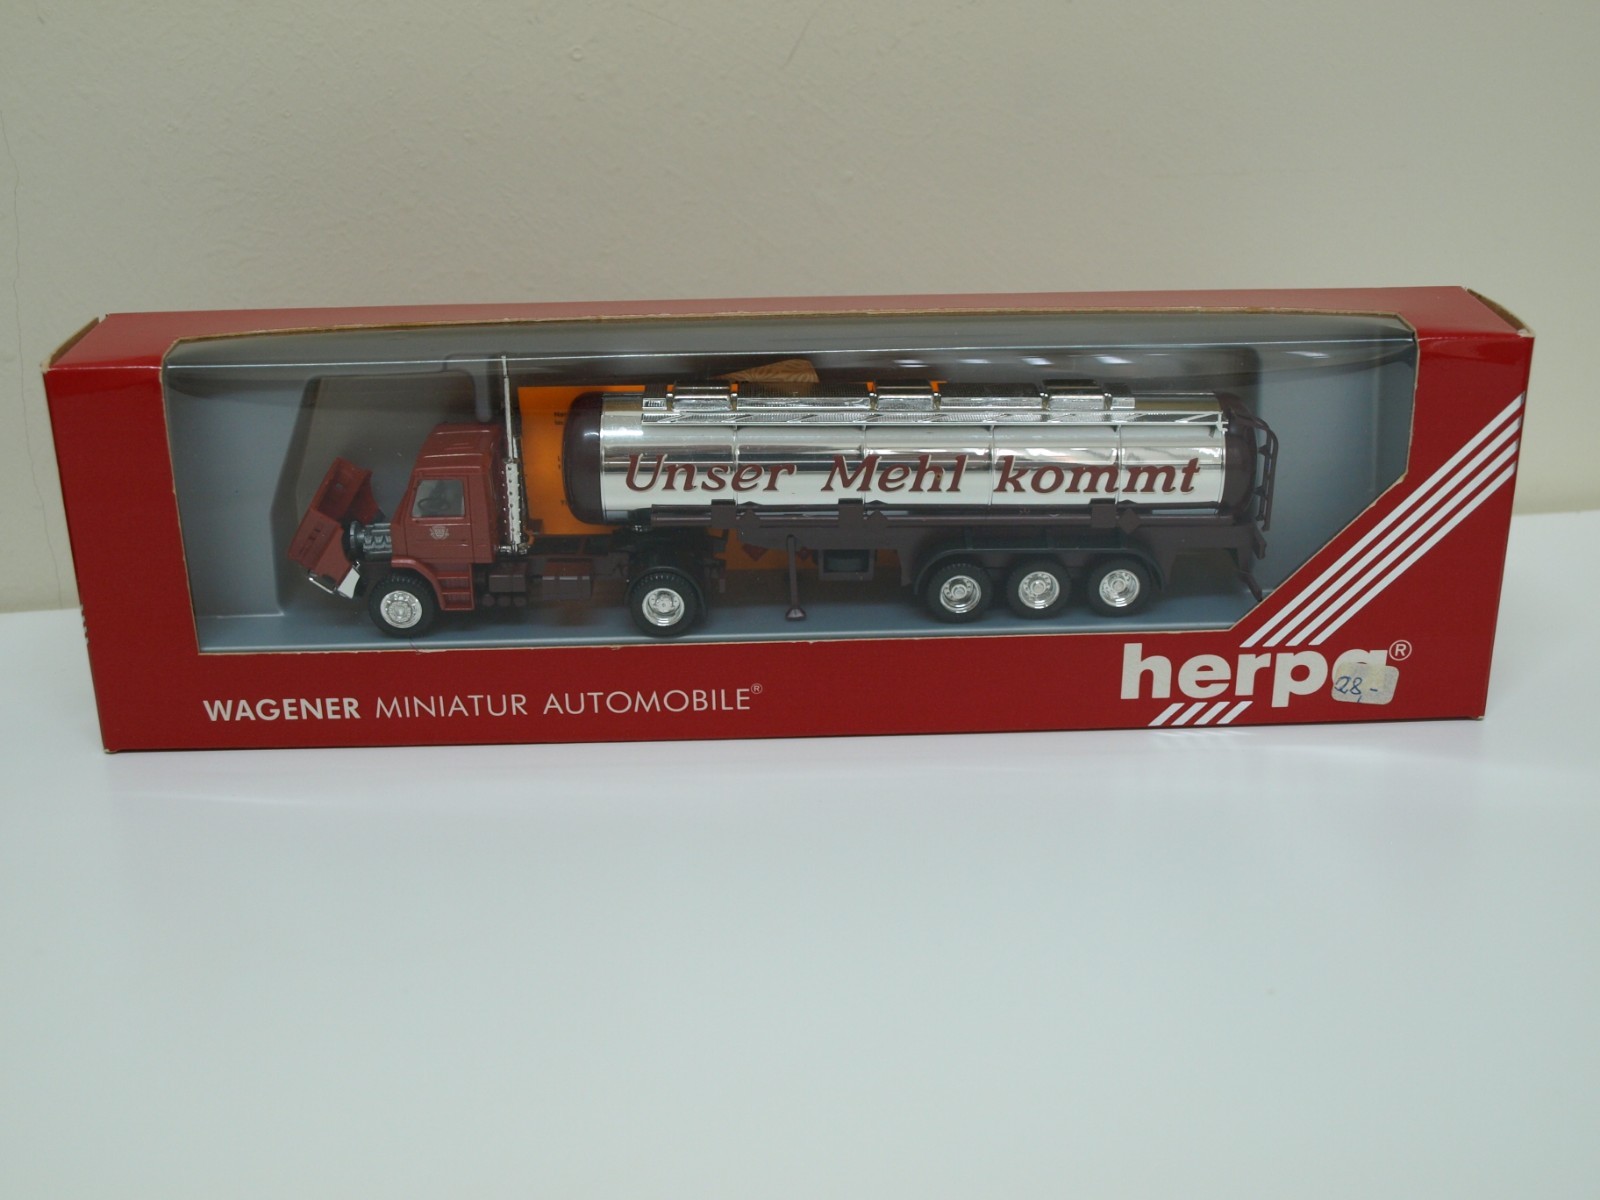 Unser Mehl kommt
herpa®
28,-
WAGENER MINIATUR AUTOMOBILE®